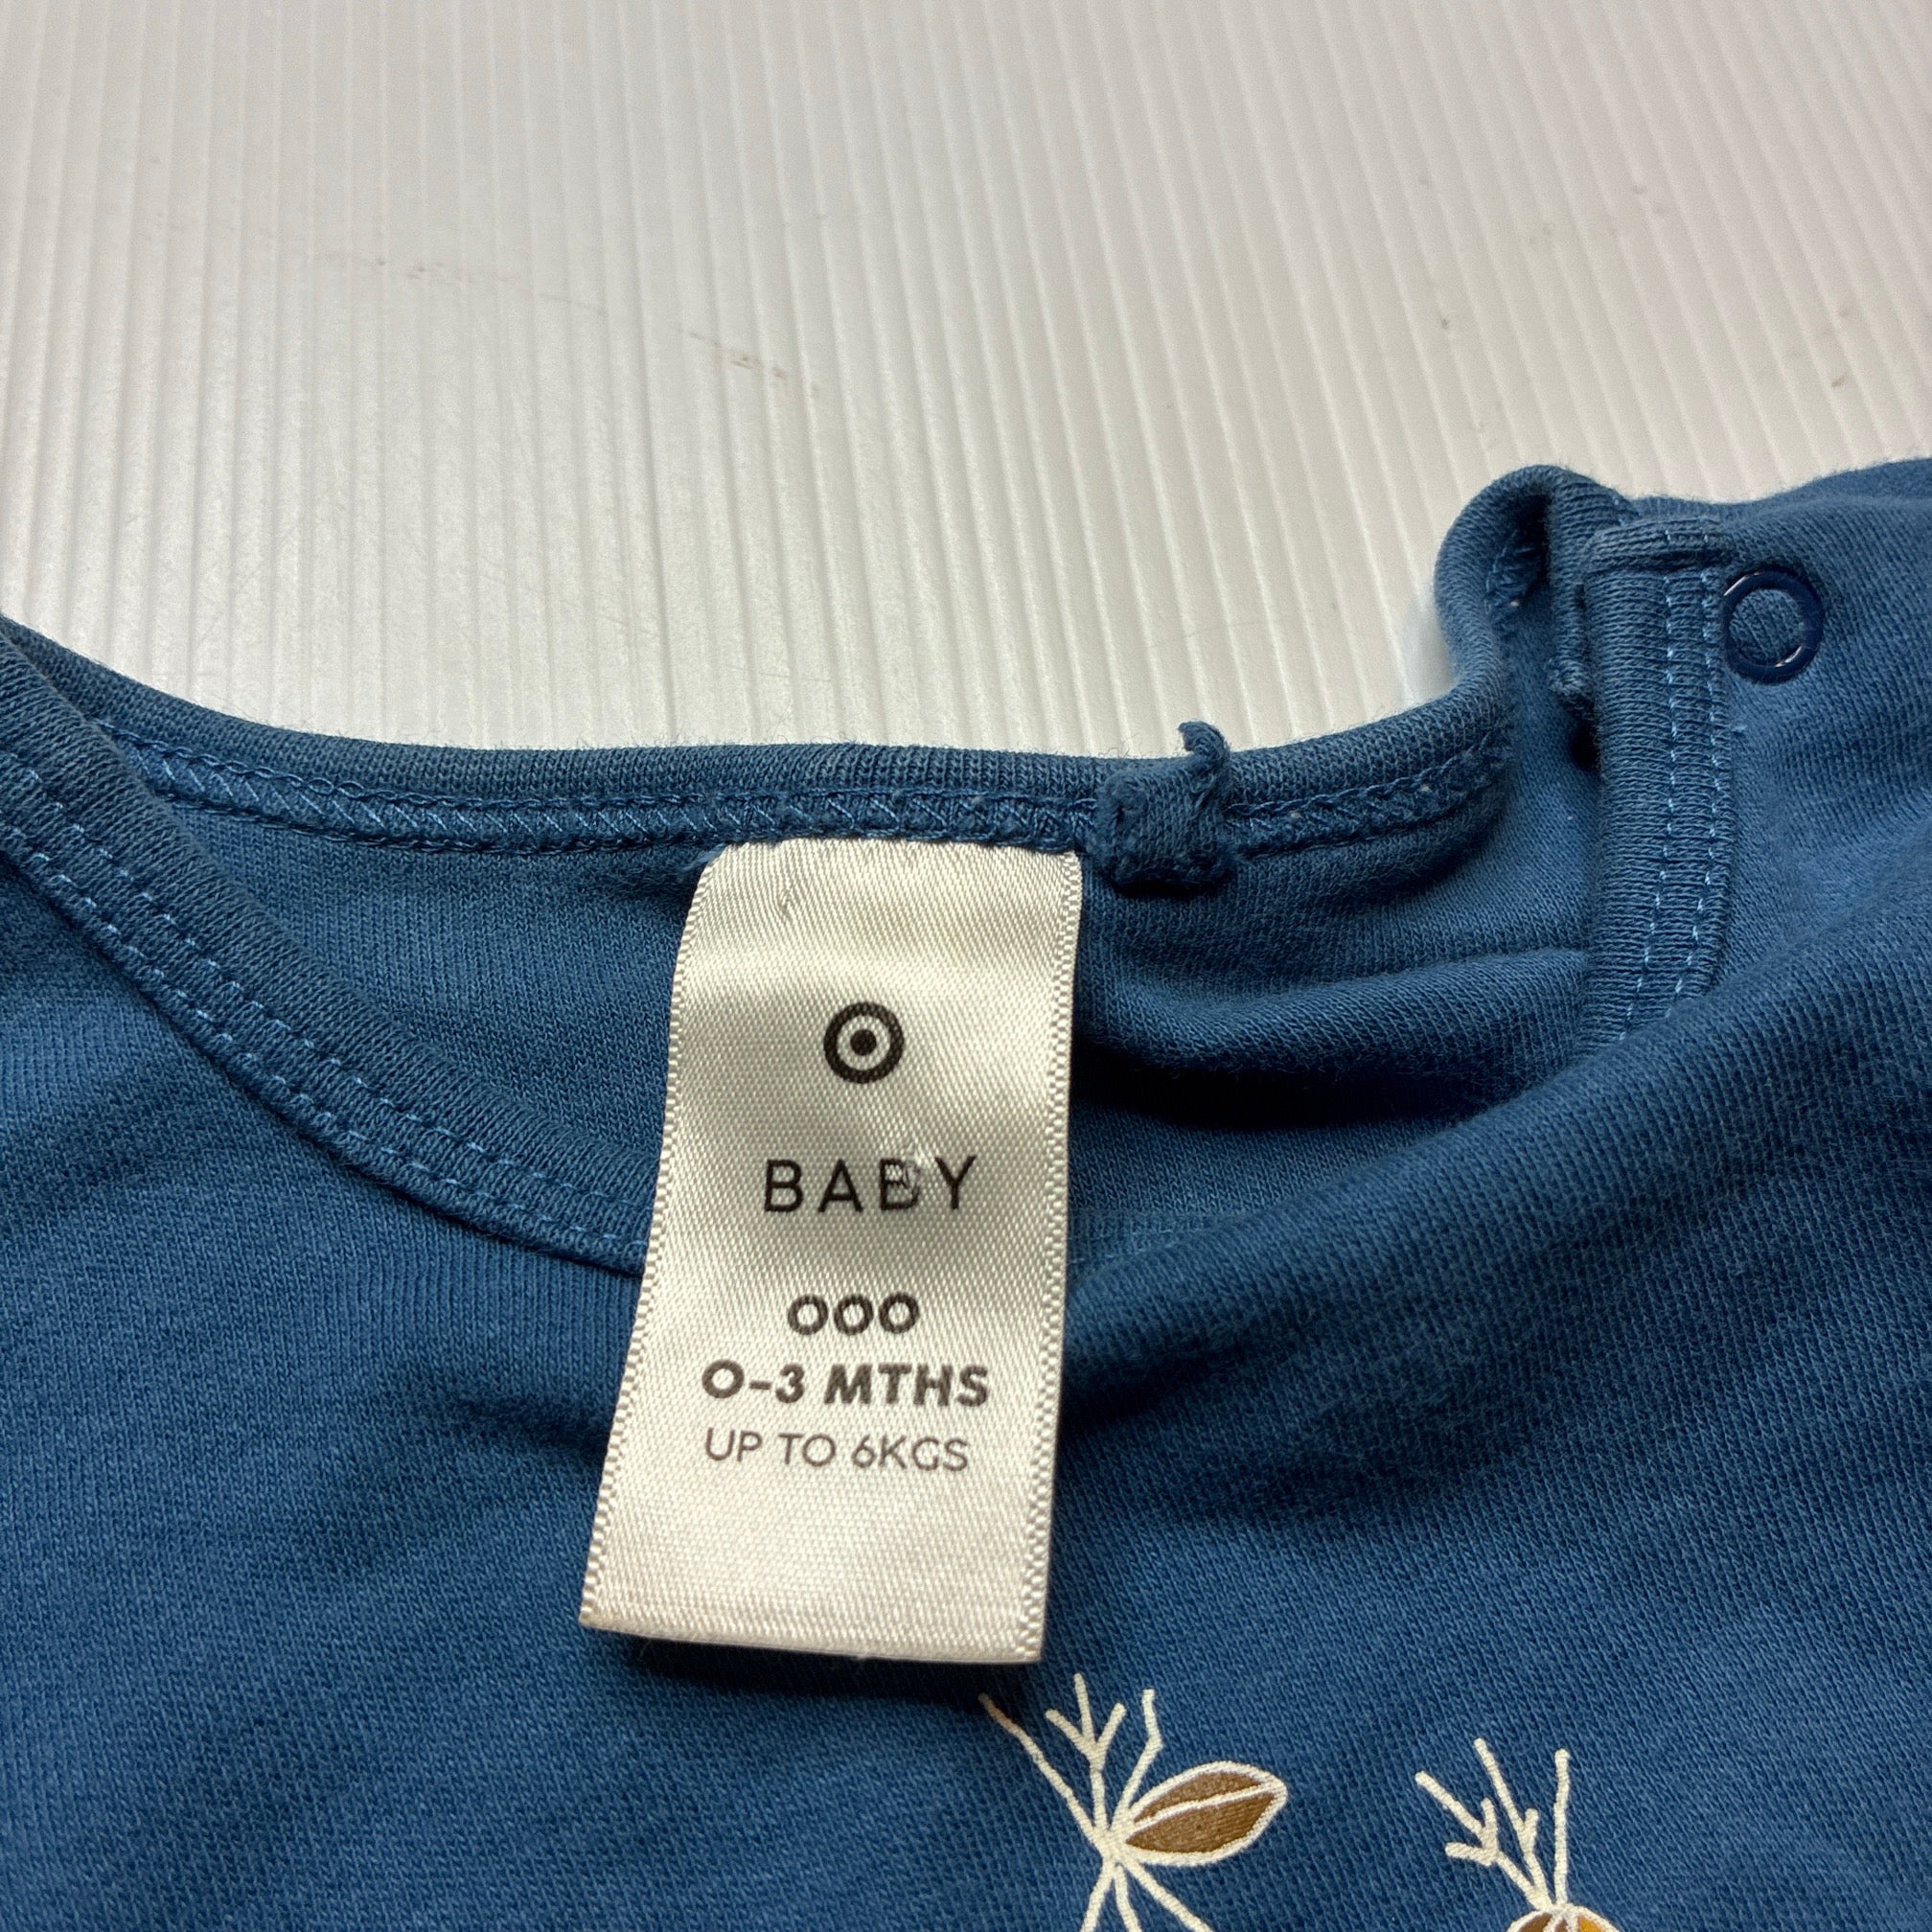 BABY
000
0-3 MTHS
UP TO 6KGS